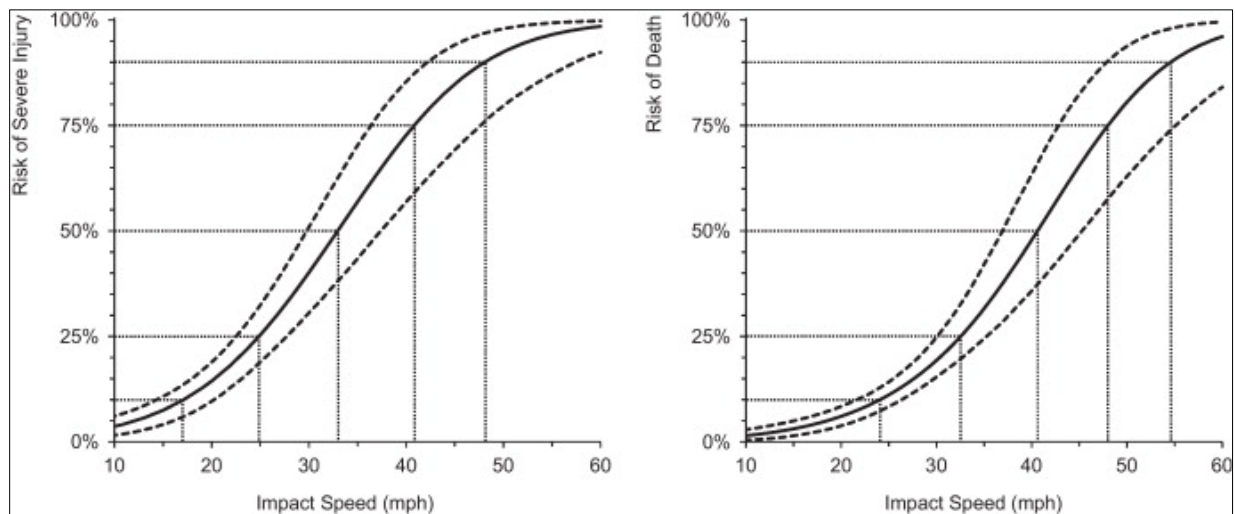 Risk of Severe Injury
100%
75%
50%
25%
0%
10 20 30 40 50 60
Impact Speed (mph)
Risk of Death
100%
75%
50%
25%
0%
10 20 30 40 50 60
Impact Speed (mph)